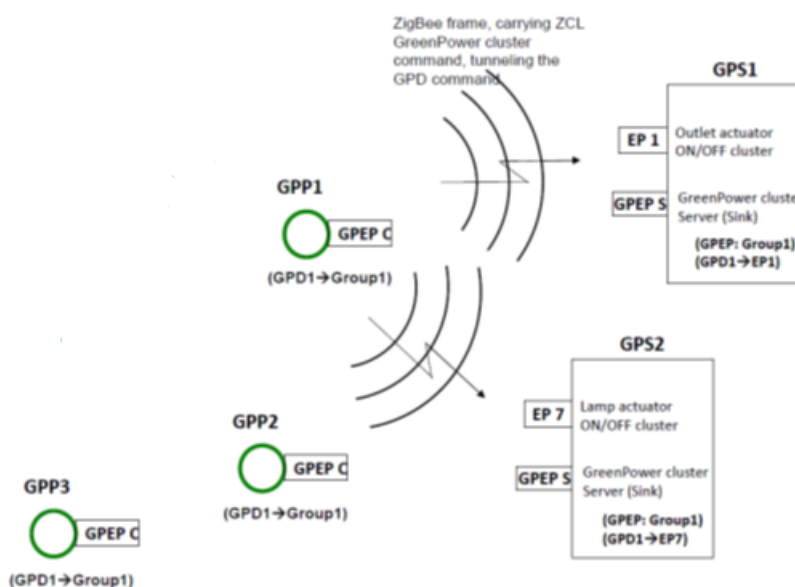 ZigBee frame, carrying ZCL
GreenPower cluster
command, tunneling the
GPD command
GPS1
EP 1
Outlet actuator
ON/OFF cluster
GPEP S
GreenPower cluste
Server (Sink)
(GPEP: Group1)
(GPD1→EP1)
GPP1
GPEP C
(GPD1→Group1)
GPS2
EP 7
Lamp actuator
ON/OFF cluster
GPEP S
GreenPower cluster
Server (Sink)
(GPEP: Group1)
(GPD1→EP7)
GPP2
GPEP C
(GPD1→Group1)
GPP3
GPEP C
(GPD1→Group1)